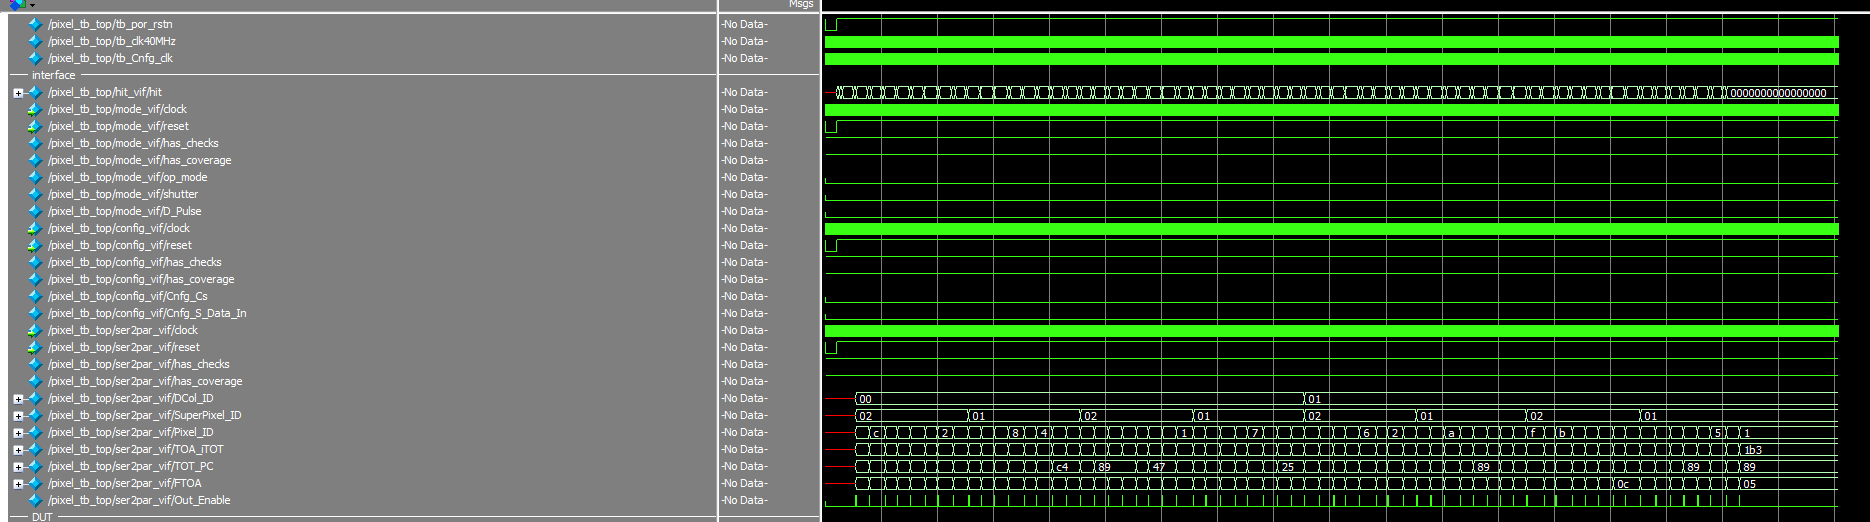 Msgs
/pixel_tb_top/tb_por_rstn -No Data-
/pixel_tb_top/tb_clk40MHz -No Data-
/pixel_tb_top/tb_Cnfg_clk -No Data-
interface
/pixel_tb_top/hit_vif/hit -No Data- 0000000000000000
/pixel_tb_top/mode_vif/clock -No Data-
/pixel_tb_top/mode_vif/reset -No Data-
/pixel_tb_top/mode_vif/has_checks -No Data-
/pixel_tb_top/mode_vif/has_coverage -No Data-
/pixel_tb_top/mode_vif/op_mode -No Data-
/pixel_tb_top/mode_vif/shutter -No Data-
/pixel_tb_top/mode_vif/D_Pulse -No Data-
/pixel_tb_top/config_vif/clock -No Data-
/pixel_tb_top/config_vif/reset -No Data-
/pixel_tb_top/config_vif/has_checks -No Data-
/pixel_tb_top/config_vif/has_coverage -No Data-
/pixel_tb_top/config_vif/Cnfg_Cs -No Data-
/pixel_tb_top/config_vif/Cnfg_S_Data_In -No Data-
/pixel_tb_top/ser2par_vif/clock -No Data-
/pixel_tb_top/ser2par_vif/reset -No Data-
/pixel_tb_top/ser2par_vif/has_checks -No Data-
/pixel_tb_top/ser2par_vif/has_coverage -No Data-
/pixel_tb_top/ser2par_vif/DCol_ID -No Data- 00 01
/pixel_tb_top/ser2par_vif/SuperPixel_ID -No Data- 02 01 02 01 02 01 02 01
/pixel_tb_top/ser2par_vif/Pixel_ID -No Data- c 2 8 4 1 7 6 2 a f b 5 1
/pixel_tb_top/ser2par_vif/TOA_iTOT -No Data- 1b3
/pixel_tb_top/ser2par_vif/TOT_PC -No Data- c4 89 47 25 89 89 89
/pixel_tb_top/ser2par_vif/FTOA -No Data- 0c 05
/pixel_tb_top/ser2par_vif/Out_Enable -No Data-
DUT